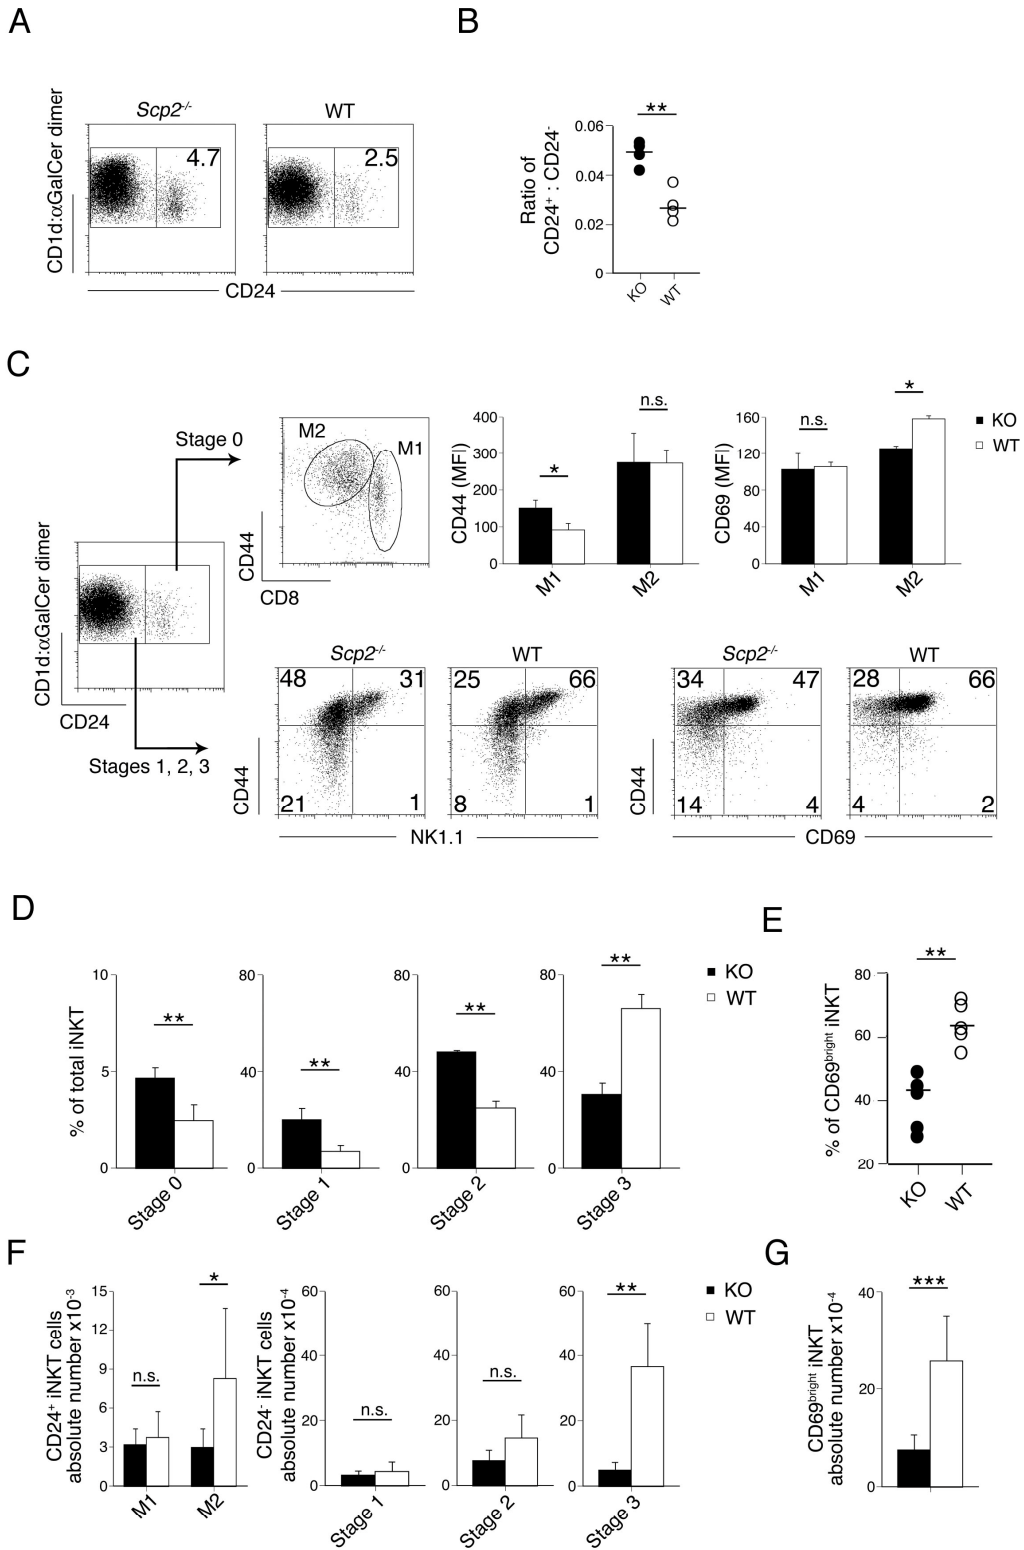 A
B
Scp2-/-
WT
CD1d:αGalCer dimer
4.7
2.5
CD24
**
Ratio of
CD24+ : CD24-
0.06
0.04
0.02
0
KO
WT
C
Stage 0
M2
M1
CD44
CD8
CD1d:αGalCer dimer
CD24
Stages 1, 2, 3
CD44 (MFI)
400
300
200
100
0
*
n.s.
M1
M2
CD69 (MFI)
160
120
80
40
0
n.s.
*
M1
M2
KO
WT
Scp2-/-
WT
CD44
48
31
21
1
25
66
8
1
NK1.1
Scp2-/-
WT
CD44
34
47
14
4
28
66
4
2
CD69
D
% of total iNKT
10
5
0
**
Stage 0
80
40
0
**
Stage 1
80
40
0
**
Stage 2
80
40
0
**
Stage 3
KO
WT
E
% of CD69bright iNKT
80
60
40
20
**
KO
WT
F
CD24+ iNKT cells
absolute number x10-3
15
12
9
6
3
0
n.s.
*
M1
M2
CD24- iNKT cells
absolute number x10-4
60
40
20
0
n.s.
Stage 1
60
40
20
0
n.s.
Stage 2
60
40
20
0
**
Stage 3
KO
WT
G
CD69bright iNKT
absolute number x10-4
40
20
0
***